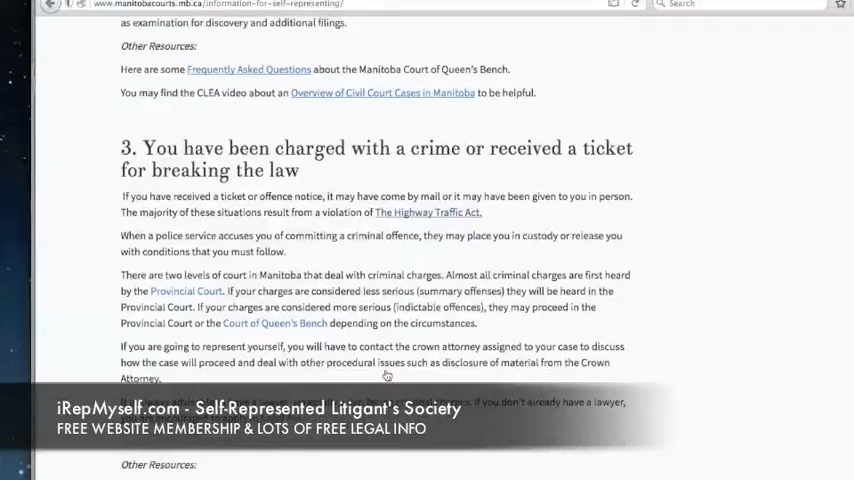 www.manitobacourts.mb.ca/information-for-self-representing/
Search
as examination for discovery and additional filings.
Other Resources:
Here are some Frequently Asked Questions about the Manitoba Court of Queen's Bench.
You may find the CLEA video about an Overview of Civil Court Cases in Manitoba to be helpful.
3. You have been charged with a crime or received a ticket
for breaking the law
If you have received a ticket or offence notice, it may have come by mail or it may have been given to you in person.
The majority of these situations result from a violation of The Highway Traffic Act.
When a police service accuses you of committing a criminal offence, they may place you in custody or release you
with conditions that you must follow.
There are two levels of court in Manitoba that deal with criminal charges. Almost all criminal charges are first heard
by the Provincial Court. If your charges are considered less serious (summary offenses) they will be heard in the
Provincial Court. If your charges are considered more serious (indictable offences), they may proceed in the
Provincial Court or the Court of Queen's Bench depending on the circumstances.
If you are going to represent yourself, you will have to contact the crown attorney assigned to your case to discuss
how the case will proceed and deal with other procedural issues such as disclosure of material from the Crown
Attorney.
If you don't already have a lawyer,
iRepMyself.com - Self-Represented Litigant's Society
FREE WEBSITE MEMBERSHIP & LOTS OF FREE LEGAL INFO
Other Resources: